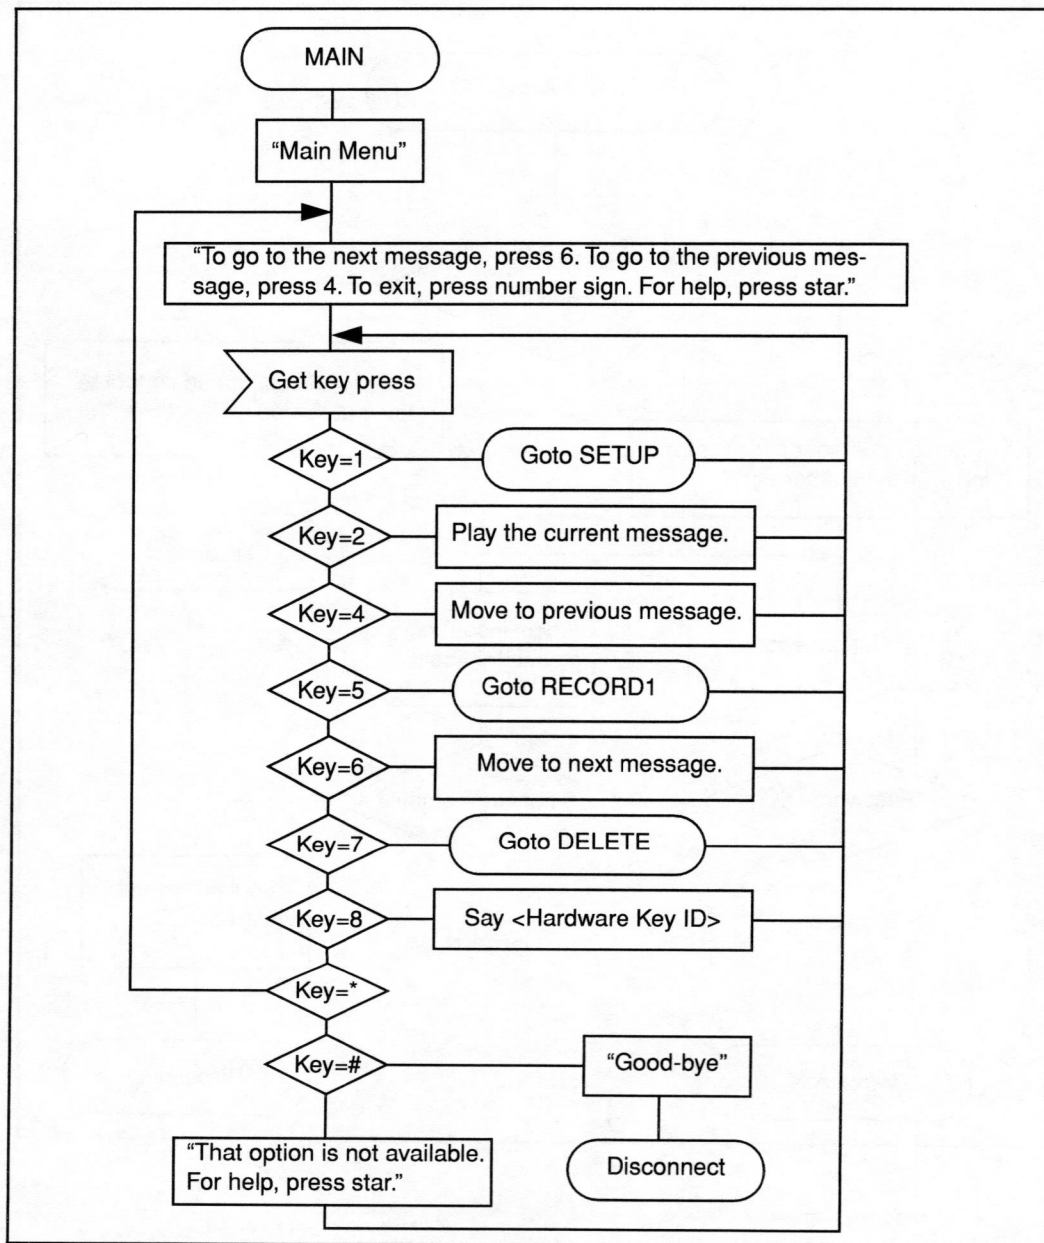 MAIN
“Main Menu”
“To go to the next message, press 6. To go to the previous mes-
sage, press 4. To exit, press number sign. For help, press star.”
Get key press
Key=1
Goto SETUP
Key=2
Play the current message.
Key=4
Move to previous message.
Key=5
Goto RECORD1
Key=6
Move to next message.
Key=7
Goto DELETE
Key=8
Say <Hardware Key ID>
Key=*
Key=#
“Good-bye”
“That option is not available.
For help, press star.”
Disconnect